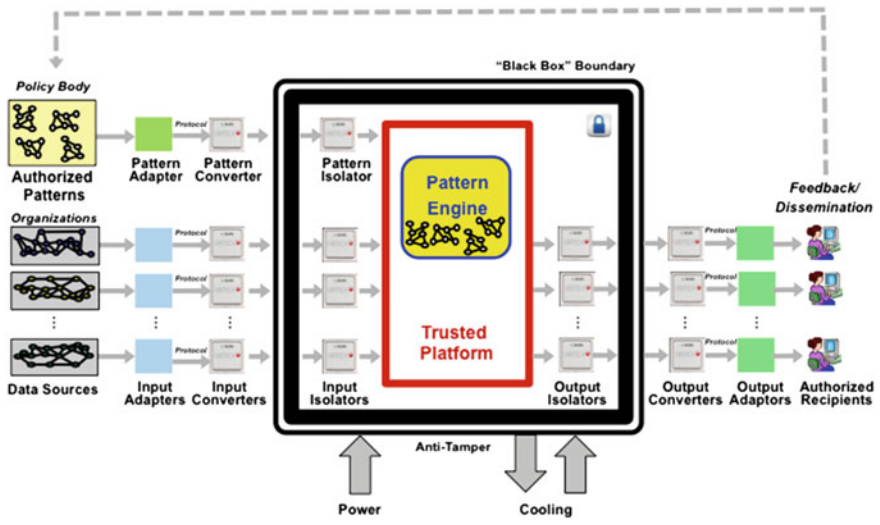 "Black Box" Boundary
Policy Body
Protocol
Authorized
Patterns
Pattern
Adapter
Pattern
Converter
Pattern
Isolator
Pattern
Engine
Feedback/
Dissemination
Organizations
Protocol
Protocol
Protocol
Protocol
Trusted
Platform
Protocol
Protocol
Data Sources
Input
Adapters
Input
Converters
Input
Isolators
Output
Isolators
Output
Converters
Output
Adaptors
Authorized
Recipients
Anti-Tamper
Power
Cooling